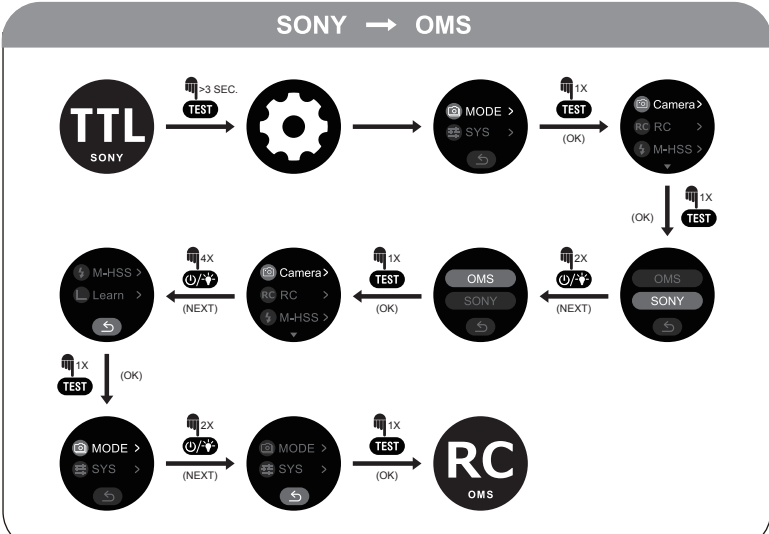 SONY → OMS
TTL
SONY
>3 SEC.
TEST
MODE >
SYS >
1X
TEST
(OK)
Camera>
RC RC >
M-HSS >
1X
(OK)
TEST
M-HSS >
Learn >
4X
(NEXT)
Camera>
RC RC >
M-HSS >
1X
TEST
(OK)
OMS
SONY
2X
(NEXT)
OMS
SONY
1X
TEST
(OK)
MODE >
SYS >
2X
(NEXT)
MODE >
SYS >
1X
TEST
(OK)
RC
OMS